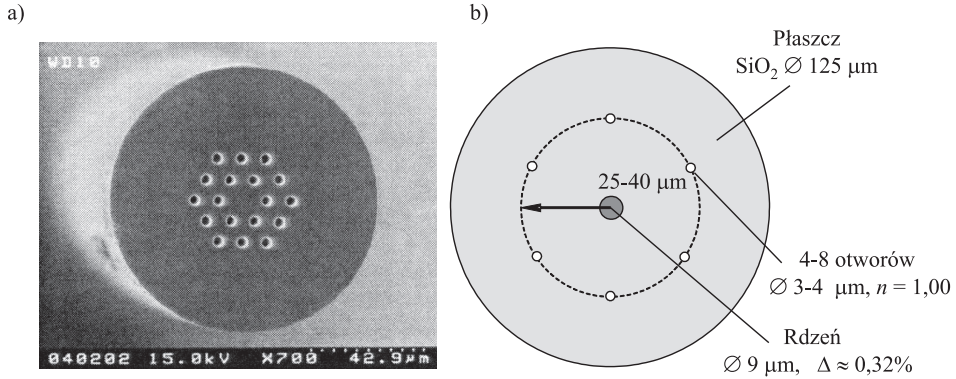 a)
WD10
040202 15.0kV X700 42.9µm
b)
Płaszcz
SiO₂ ∅ 125 µm
25-40 µm
4-8 otworów
∅ 3-4 µm, n = 1,00
Rdzeń
∅ 9 µm, Δ ≈ 0,32%